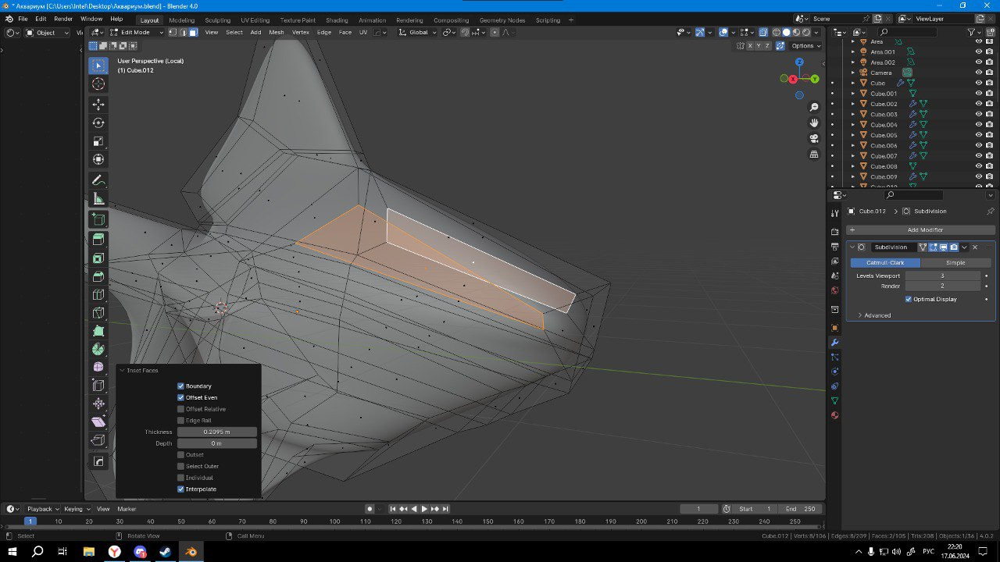 * Аквариум [C:\Users\Intel\Desktop\Аквариум.blend] - Blender 4.0
File Edit Render Window Help Layout Modeling Sculpting UV Editing Texture Paint Shading Animation Rendering Compositing Geometry Nodes Scripting + Scene ViewLayer
Object Vi Edit Mode View Select Add Mesh Vertex Edge Face UV Global
X Y Z Options
User Perspective (Local)
(1) Cube.012
Z
X Y
Area
Area.001
Area.002
Camera
Cube
Cube.001
Cube.002
Cube.003
Cube.004
Cube.005
Cube.006
Cube.007
Cube.008
Cube.009
Cube.012 > Subdivision
+ Add Modifier
Subdivision
Catmull-Clark Simple
Levels Viewport 3
Render 2
Optimal Display
> Advanced
Inset Faces
Boundary
Offset Even
Offset Relative
Edge Rail
Thickness 0.2095 m
Depth 0 m
Outset
Select Outer
Individual
Interpolate
Playback Keying View Marker 1 Start 1 End 250
1 10 20 30 40 50 60 70 80 90 100 110 120 130 140 150 160 170 180 190 200 210 220 230 240 250
Select Rotate View Call Menu Cube.012 | Verts:8/106 | Edges:8/209 | Faces:2/105 | Tris:208 | Objects:1/36 | 4.0.2
РУС 22:20
17.06.2024